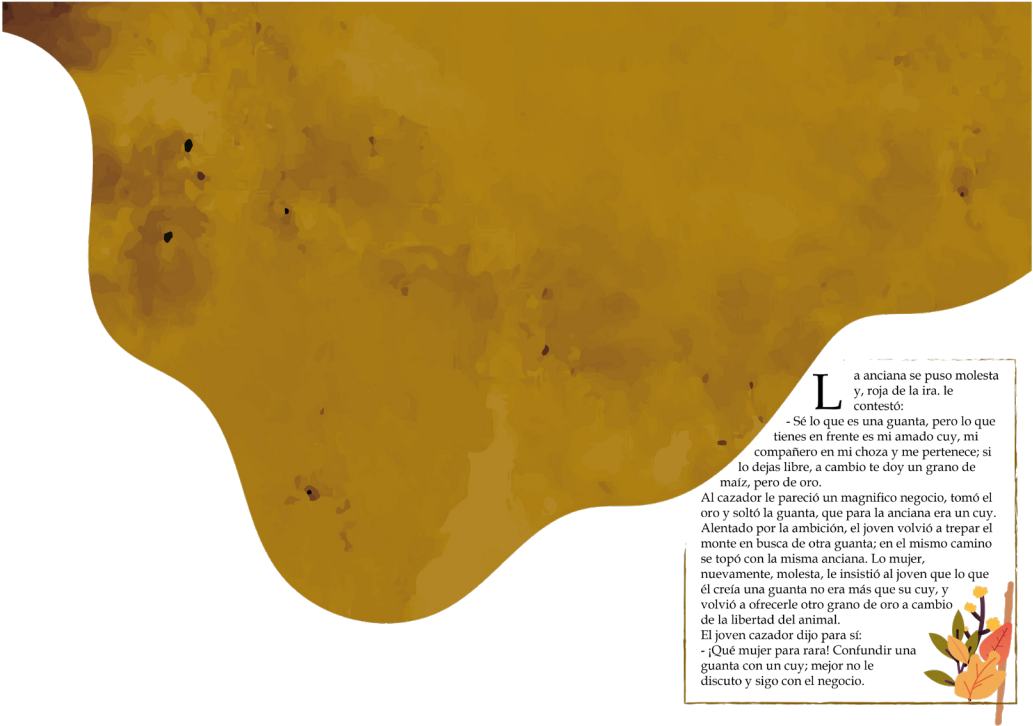 La anciana se puso molesta
y, roja de la ira. le
contestó:
- Sé lo que es una guanta, pero lo que
tienes en frente es mi amado cuy, mi
compañero en mi choza y me pertenece; si
lo dejas libre, a cambio te doy un grano de
maíz, pero de oro.
Al cazador le pareció un magnifico negocio, tomó el
oro y soltó la guanta, que para la anciana era un cuy.
Alentado por la ambición, el joven volvió a trepar el
monte en busca de otra guanta; en el mismo camino
se topó con la misma anciana. Lo mujer,
nuevamente, molesta, le insistió al joven que lo que
él creía una guanta no era más que su cuy, y
volvió a ofrecerle otro grano de oro a cambio
de la libertad del animal.
El joven cazador dijo para sí:
- ¡Qué mujer para rara! Confundir una
guanta con un cuy; mejor no le
discuto y sigo con el negocio.